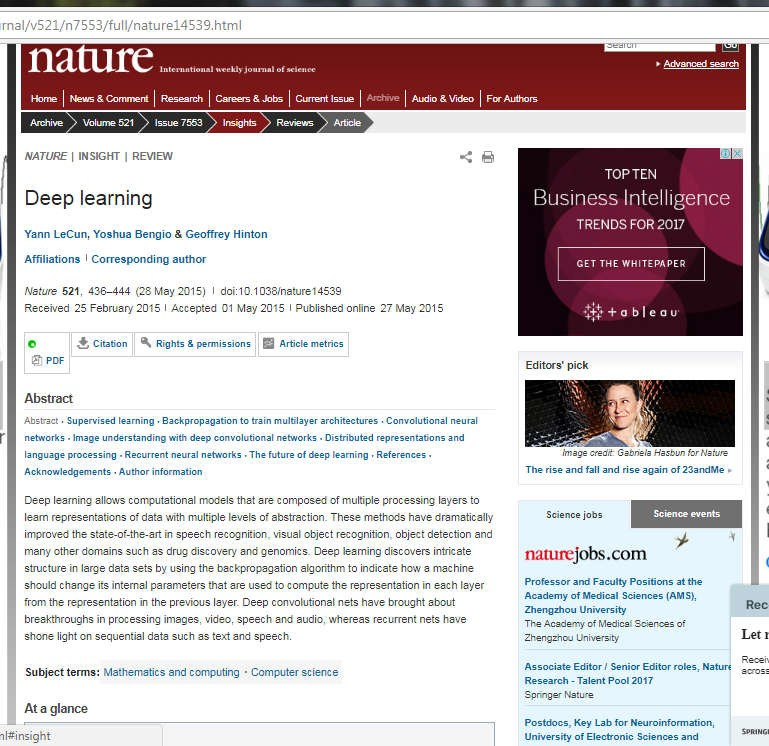 rnal/v521/n7553/full/nature14539.html
nature International weekly journal of science
Search Go
Advanced search
Home News & Comment Research Careers & Jobs Current Issue Archive Audio & Video For Authors
Archive Volume 521 Issue 7553 Insights Reviews Article
NATURE | INSIGHT | REVIEW
Deep learning
Yann LeCun, Yoshua Bengio & Geoffrey Hinton
Affiliations | Corresponding author
Nature 521, 436–444 (28 May 2015) | doi:10.1038/nature14539
Received 25 February 2015 | Accepted 01 May 2015 | Published online 27 May 2015
PDF
Citation
Rights & permissions
Article metrics
Abstract
Abstract • Supervised learning • Backpropagation to train multilayer architectures • Convolutional neural
networks • Image understanding with deep convolutional networks • Distributed representations and
language processing • Recurrent neural networks • The future of deep learning • References •
Acknowledgements • Author information
Deep learning allows computational models that are composed of multiple processing layers to
learn representations of data with multiple levels of abstraction. These methods have dramatically
improved the state-of-the-art in speech recognition, visual object recognition, object detection and
many other domains such as drug discovery and genomics. Deep learning discovers intricate
structure in large data sets by using the backpropagation algorithm to indicate how a machine
should change its internal parameters that are used to compute the representation in each layer
from the representation in the previous layer. Deep convolutional nets have brought about
breakthroughs in processing images, video, speech and audio, whereas recurrent nets have
shone light on sequential data such as text and speech.
Subject terms: Mathematics and computing • Computer science
At a glance
nl#insight
TOP TEN
Business Intelligence
TRENDS FOR 2017
GET THE WHITEPAPER
+ableau
Editors' pick
Image credit: Gabriela Hasbun for Nature
The rise and fall and rise again of 23andMe »
Science jobs Science events
naturejobs.com
Professor and Faculty Positions at the
Academy of Medical Sciences (AMS),
Zhengzhou University
The Academy of Medical Sciences of
Zhengzhou University
Associate Editor / Senior Editor roles, Nature
Research - Talent Pool 2017
Springer Nature
Postdocs, Key Lab for Neuroinformation,
University of Electronic Sciences and
Rec
Let
Recei
across
SPRING